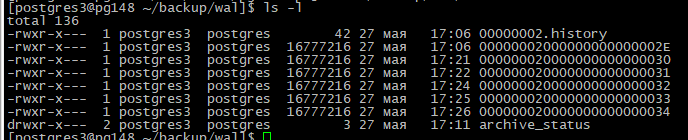 [postgres3@pg148 ~/backup/wal]$ ls -l
total 136
-rwxr-x--- 1 postgres3 postgres 42 27 мая 17:06 00000002.history
-rwxr-x--- 1 postgres3 postgres 16777216 27 мая 17:06 00000002000000000000002E
-rwxr-x--- 1 postgres3 postgres 16777216 27 мая 17:21 000000020000000000000030
-rwxr-x--- 1 postgres3 postgres 16777216 27 мая 17:22 000000020000000000000031
-rwxr-x--- 1 postgres3 postgres 16777216 27 мая 17:24 000000020000000000000032
-rwxr-x--- 1 postgres3 postgres 16777216 27 мая 17:25 000000020000000000000033
-rwxr-x--- 1 postgres3 postgres 16777216 27 мая 17:26 000000020000000000000034
drwxr-x--- 2 postgres3 postgres 3 27 мая 17:11 archive_status
[postgres3@pg148 ~/backup/wal]$